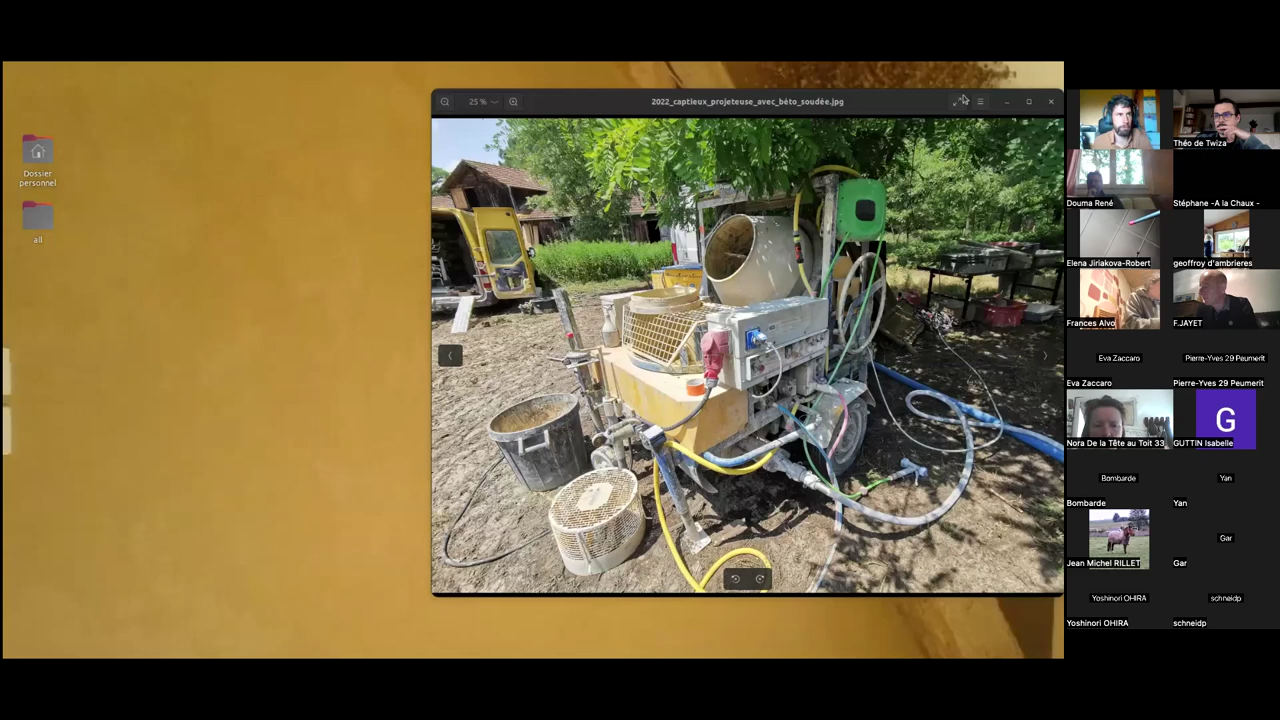 25 %
2022_captieux_projeteuse_avec_béto_soudée.jpg
Dossier
personnel
all
Théo de Twiza
Douma René
Stéphane -A la Chaux -
Elena Jiriakova-Robert
geoffroy d'ambrieres
Frances Alvo
F.JAYET
Eva Zaccaro
Pierre-Yves 29 Peumerit
Eva Zaccaro
Pierre-Yves 29 Peumerit
G
Nora De la Tête au Toit 33
GUTTIN Isabelle
Bombarde
Yan
Bombarde
Yan
Gar
Jean Michel RILLET
Gar
Yoshinori OHIRA
schneidp
Yoshinori OHIRA
schneidp